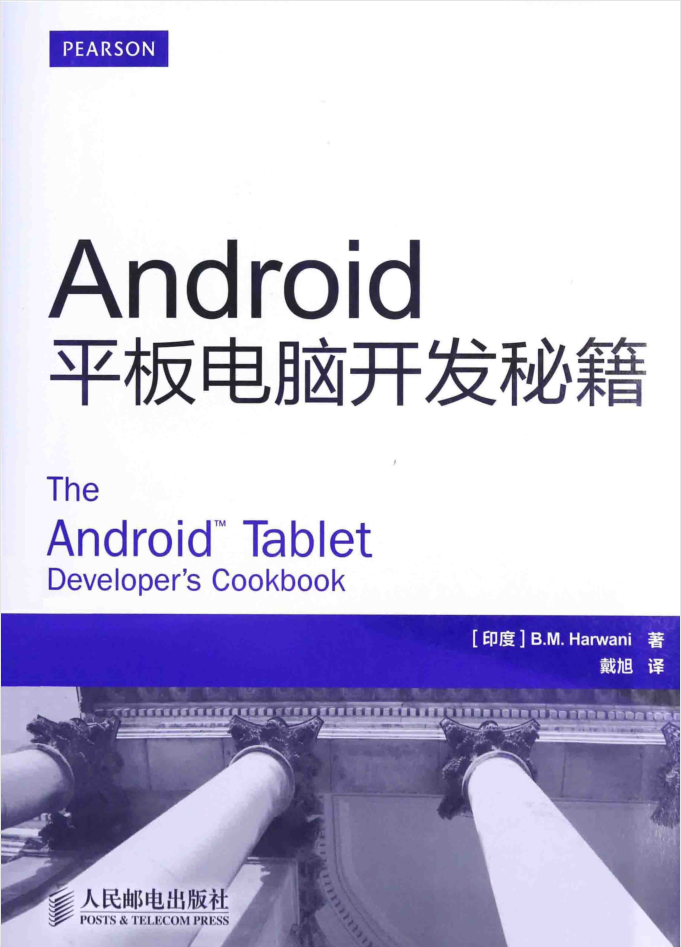 PEARSON
Android
平板电脑开发秘籍
The
Android™ Tablet
Developer's Cookbook
[印度] B.M. Harwani 著
戴旭 译
人民邮电出版社
POSTS & TELECOM PRESS